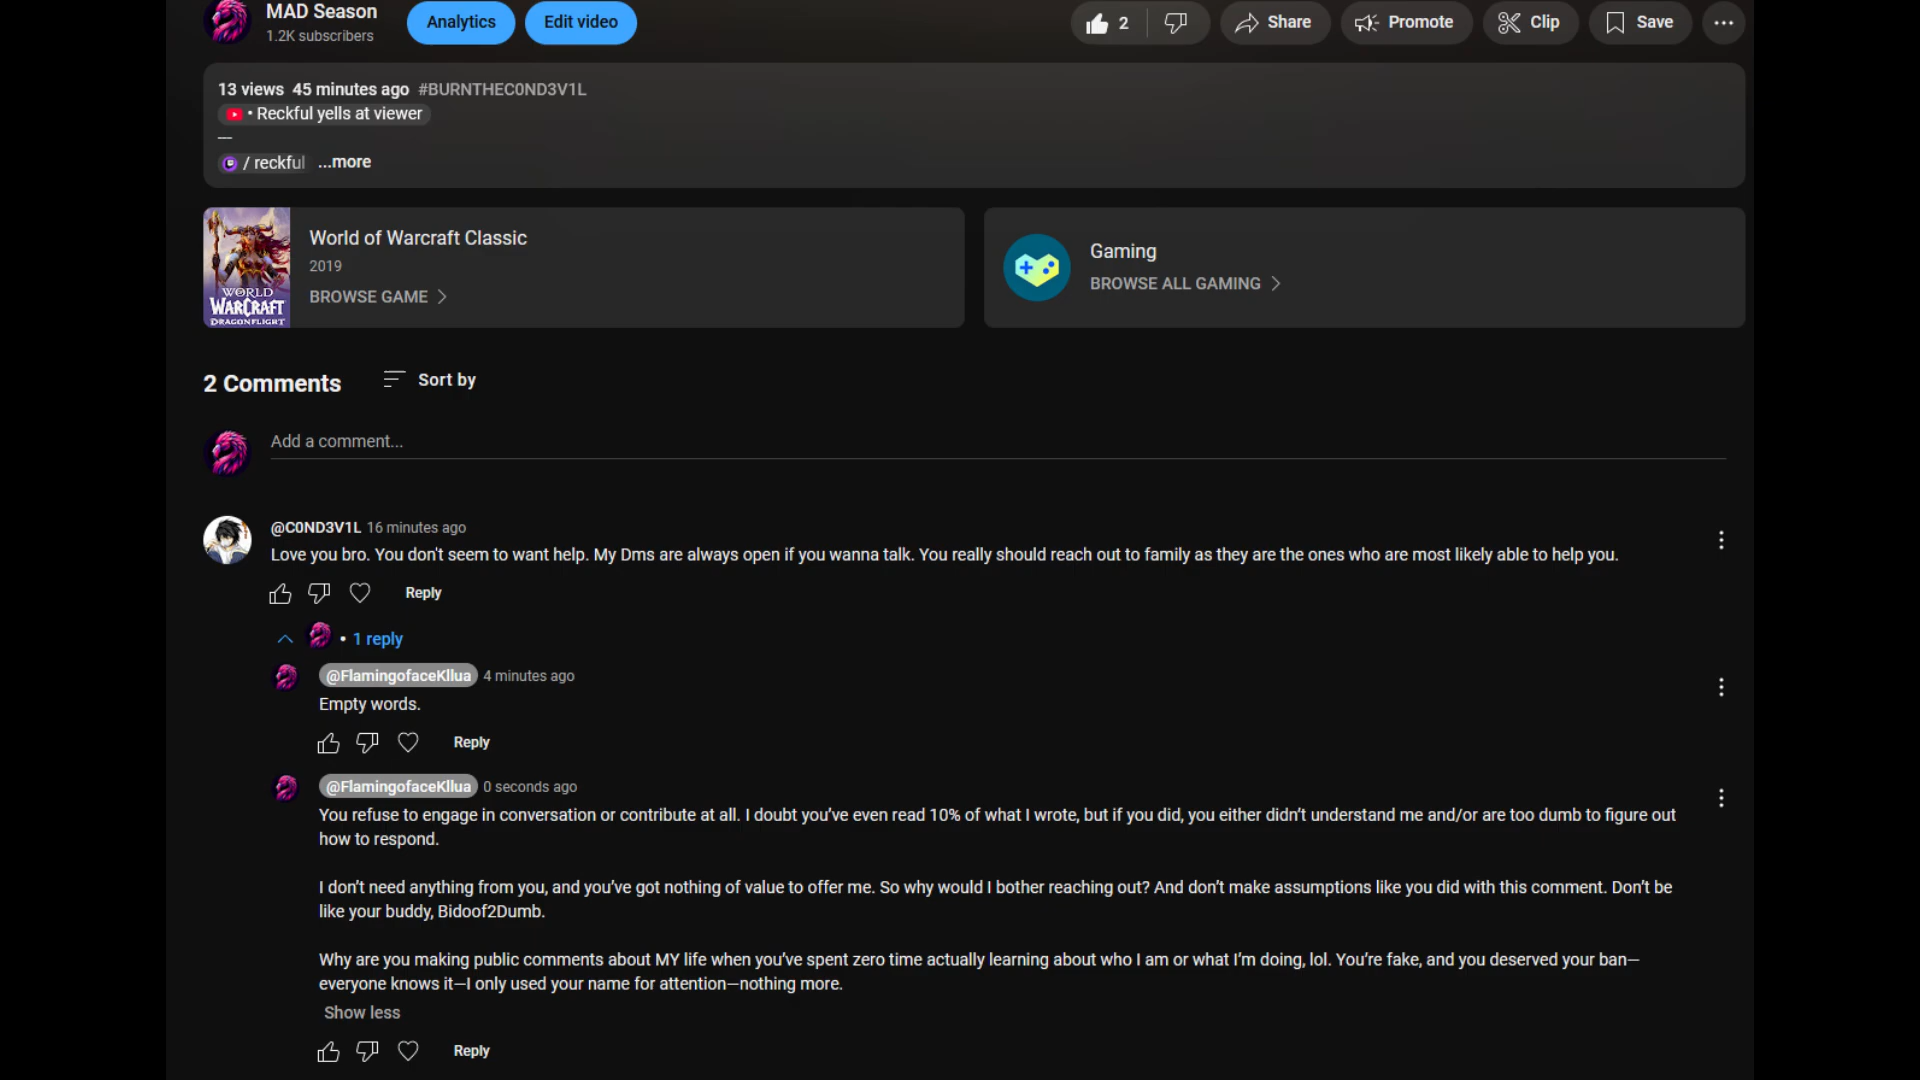 MAD Season
1.2K subscribers
Analytics
Edit video
2
Share
Promote
Clip
Save
13 views 45 minutes ago #BURNTHEC0ND3V1L
• Reckful yells at viewer
—
/ reckful ...more
WORLD
WARCRAFT
DRAGONFLIGHT
World of Warcraft Classic
2019
BROWSE GAME
Gaming
BROWSE ALL GAMING
2 Comments
Sort by
Add a comment...
@C0ND3V1L 16 minutes ago
Love you bro. You don't seem to want help. My Dms are always open if you wanna talk. You really should reach out to family as they are the ones who are most likely able to help you.
Reply
• 1 reply
@FlamingofaceKllua 4 minutes ago
Empty words.
Reply
@FlamingofaceKllua 0 seconds ago
You refuse to engage in conversation or contribute at all. I doubt you’ve even read 10% of what I wrote, but if you did, you either didn’t understand me and/or are too dumb to figure out
how to respond.
I don’t need anything from you, and you’ve got nothing of value to offer me. So why would I bother reaching out? And don’t make assumptions like you did with this comment. Don’t be
like your buddy, Bidoof2Dumb.
Why are you making public comments about MY life when you’ve spent zero time actually learning about who I am or what I’m doing, lol. You’re fake, and you deserved your ban—
everyone knows it—I only used your name for attention—nothing more.
Show less
Reply